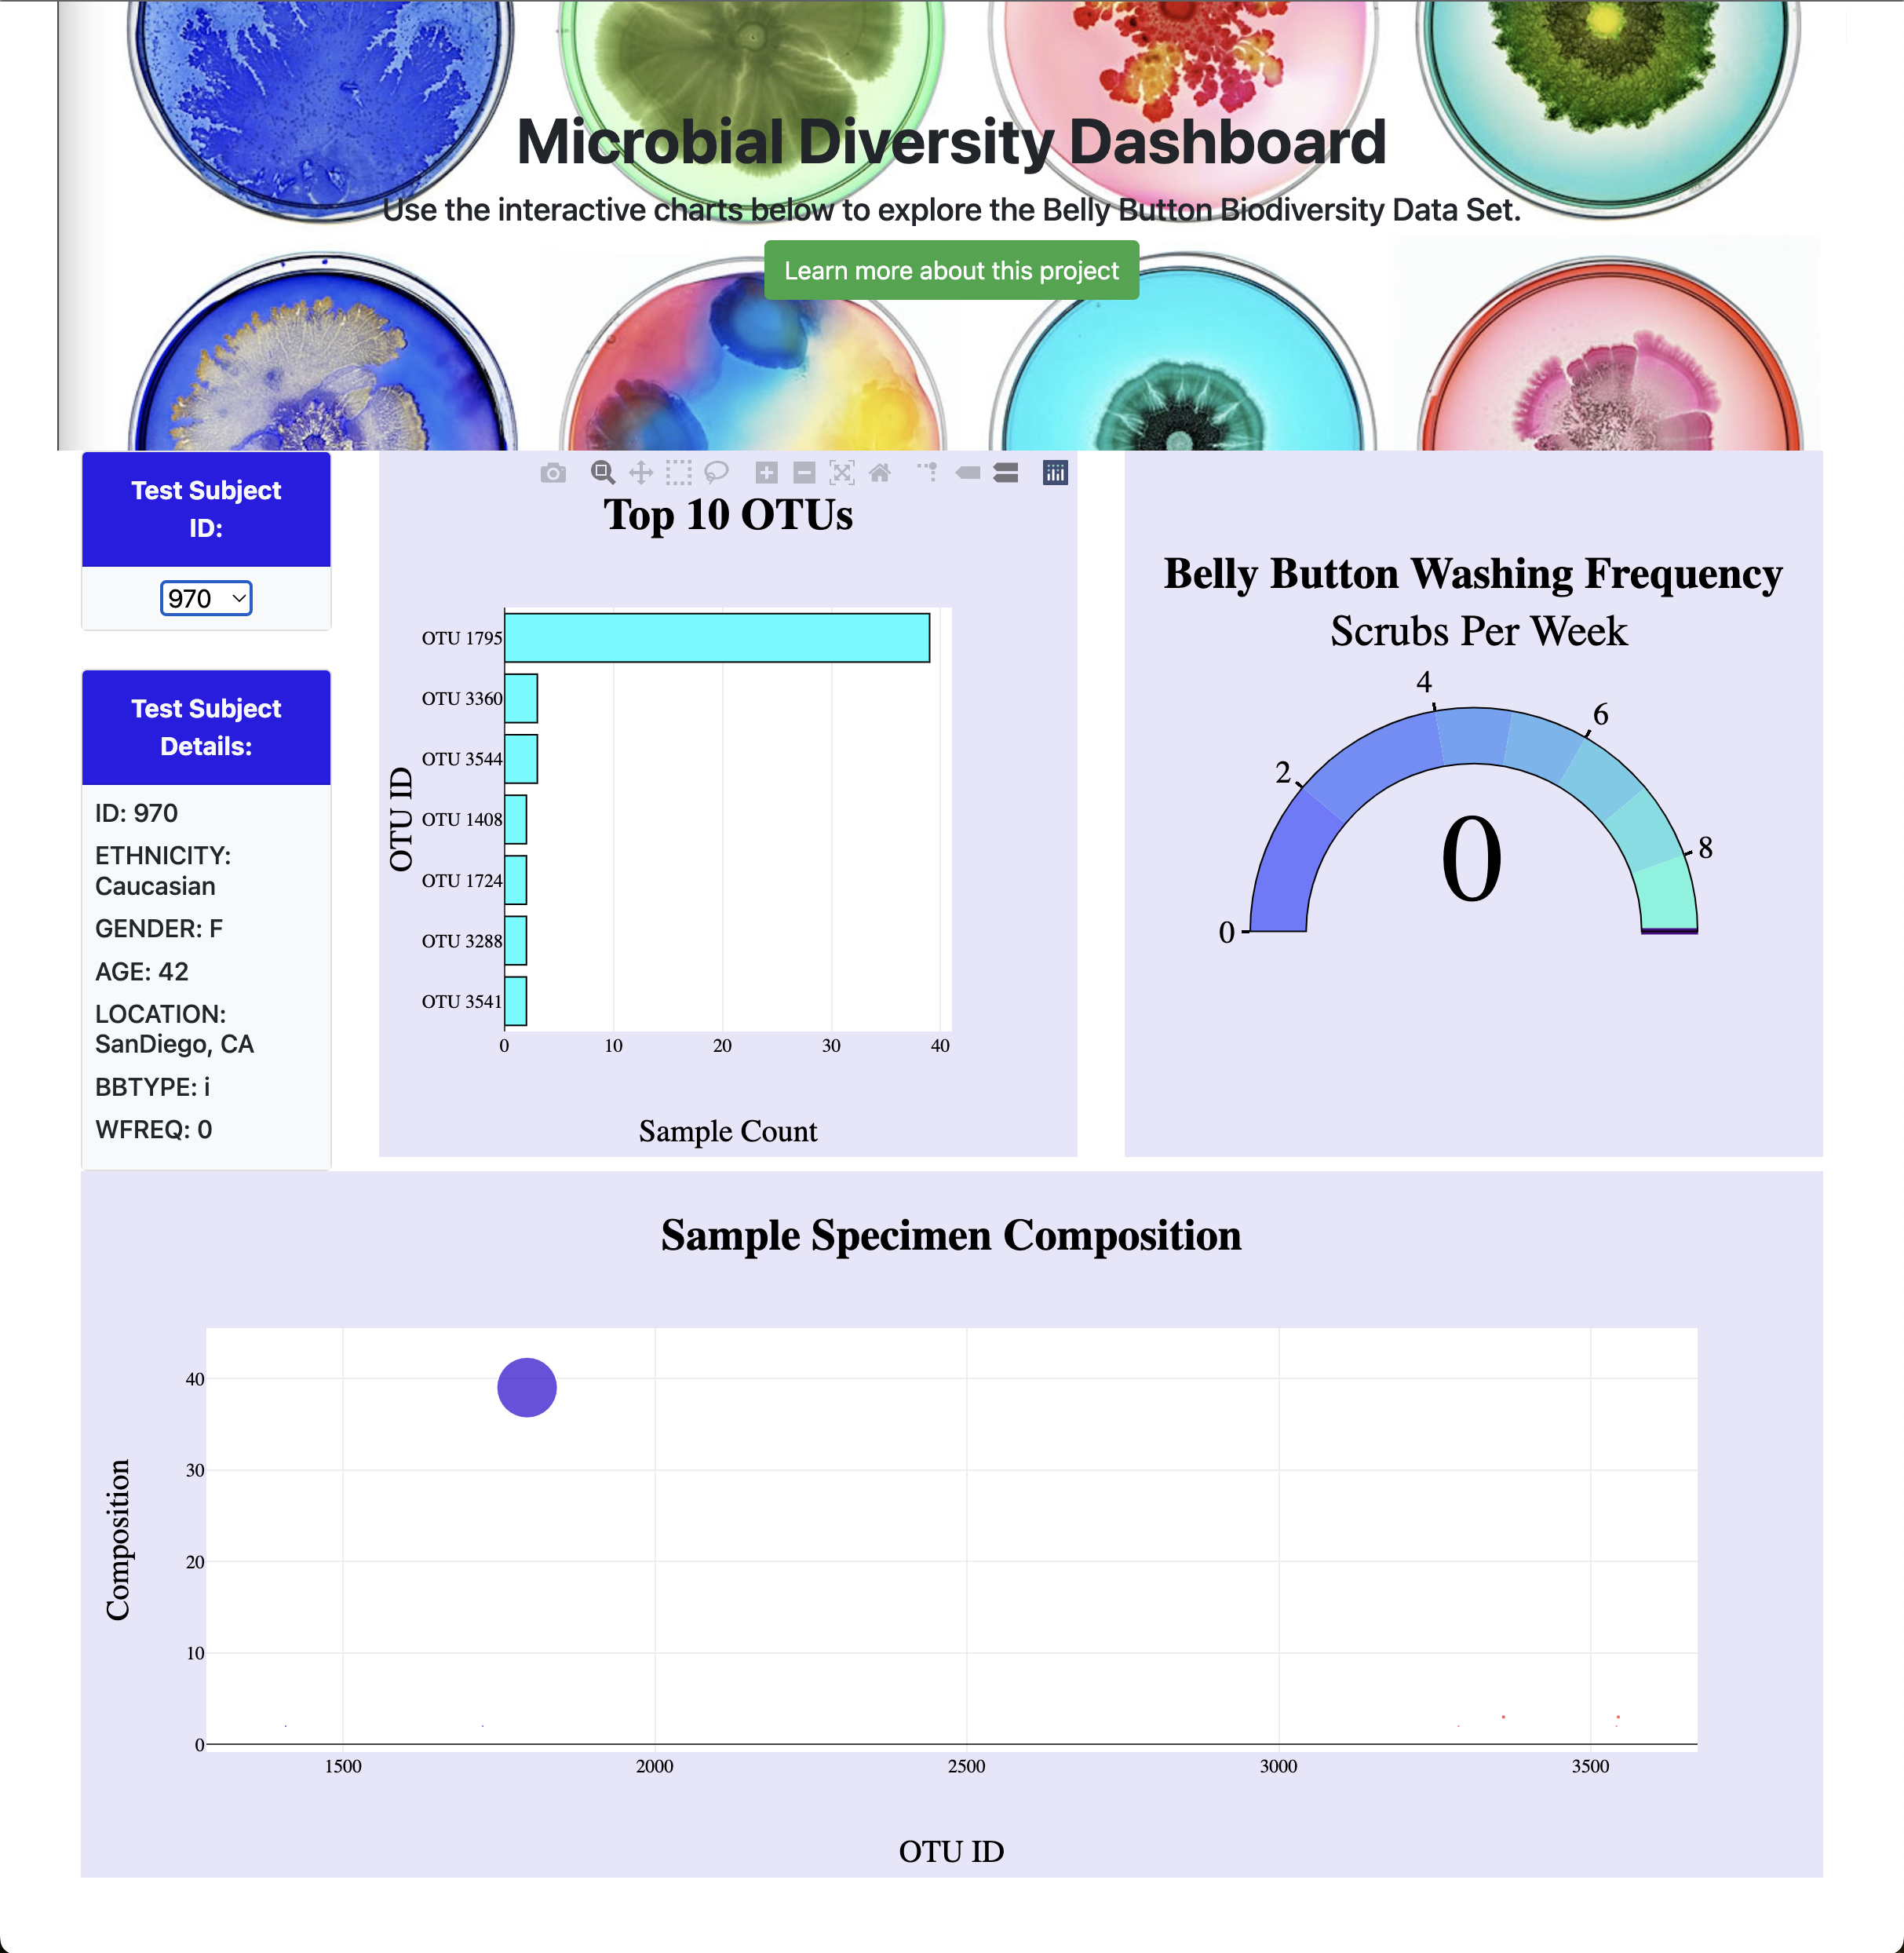 Microbial Diversity Dashboard
Use the interactive charts below to explore the Belly Button Biodiversity Data Set.
Learn more about this project
Test Subject
ID:
970
Test Subject
Details:
ID: 970
ETHNICITY:
Caucasian
GENDER: F
AGE: 42
LOCATION:
SanDiego, CA
BBTYPE: i
WFREQ: 0
Top 10 OTUs
OTU ID
OTU 1795
OTU 3360
OTU 3544
OTU 1408
OTU 1724
OTU 3288
OTU 3541
0 10 20 30 40
Sample Count
Belly Button Washing Frequency
Scrubs Per Week
0
2
4
6
8
0
Sample Specimen Composition
Composition
40
30
20
10
0
1500 2000 2500 3000 3500
OTU ID